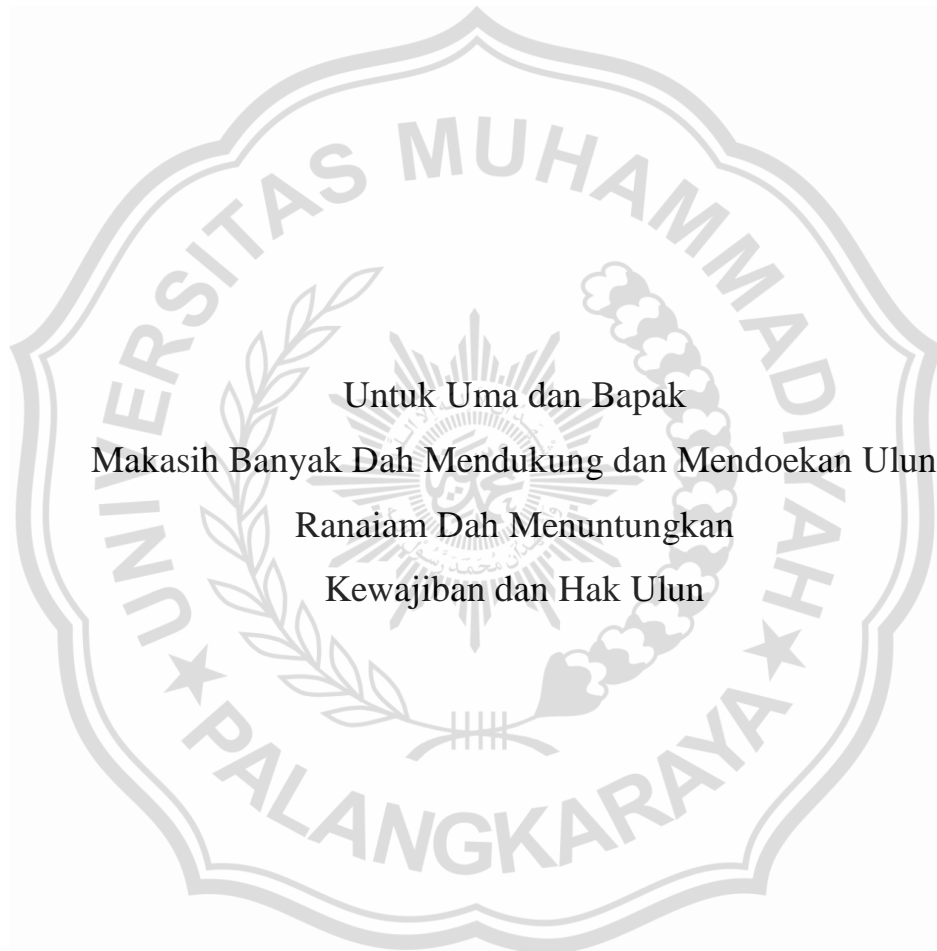 UNIVERSITAS MUHAMMADIYAH
Untuk Uma dan Bapak
Makasih Banyak Dah Mendukung dan Mendoekan Ulun
Ranaiam Dah Menuntungkan
Kewajiban dan Hak Ulun
★ PALANGKARAYA ★